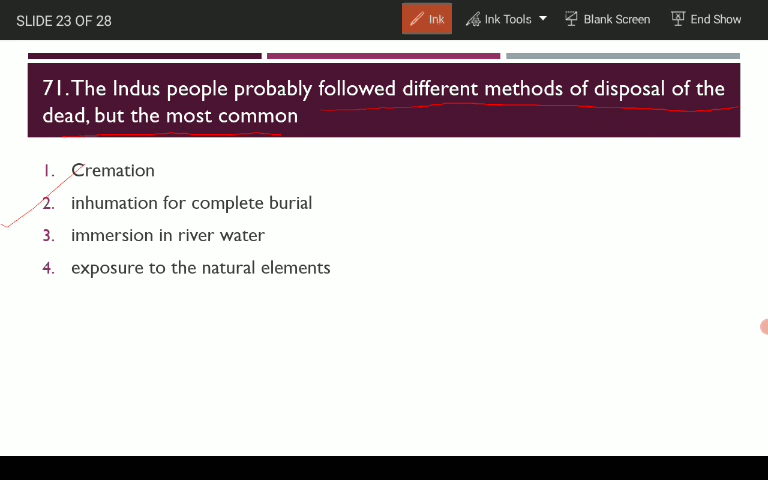 SLIDE 23 OF 28
Ink
Ink Tools
Blank Screen
End Show
71.The Indus people probably followed different methods of disposal of the
dead, but the most common
1. Cremation
2. inhumation for complete burial
3. immersion in river water
4. exposure to the natural elements